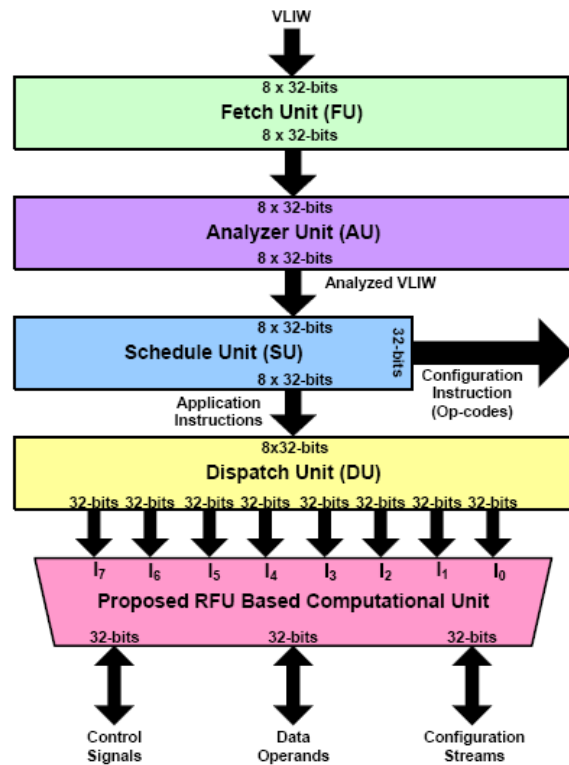 VLIW
8 x 32-bits
Fetch Unit (FU)
8 x 32-bits
8 x 32-bits
Analyzer Unit (AU)
8 x 32-bits
Analyzed VLIW
8 x 32-bits
Schedule Unit (SU)
8 x 32-bits
32-bits
Configuration
Instruction
(Op-codes)
Application
Instructions
8x32-bits
Dispatch Unit (DU)
32-bits 32-bits 32-bits 32-bits 32-bits 32-bits 32-bits 32-bits
I7 I6 I5 I4 I3 I2 I1 I0
Proposed RFU Based Computational Unit
32-bits 32-bits 32-bits
Control
Signals
Data
Operands
Configuration
Streams